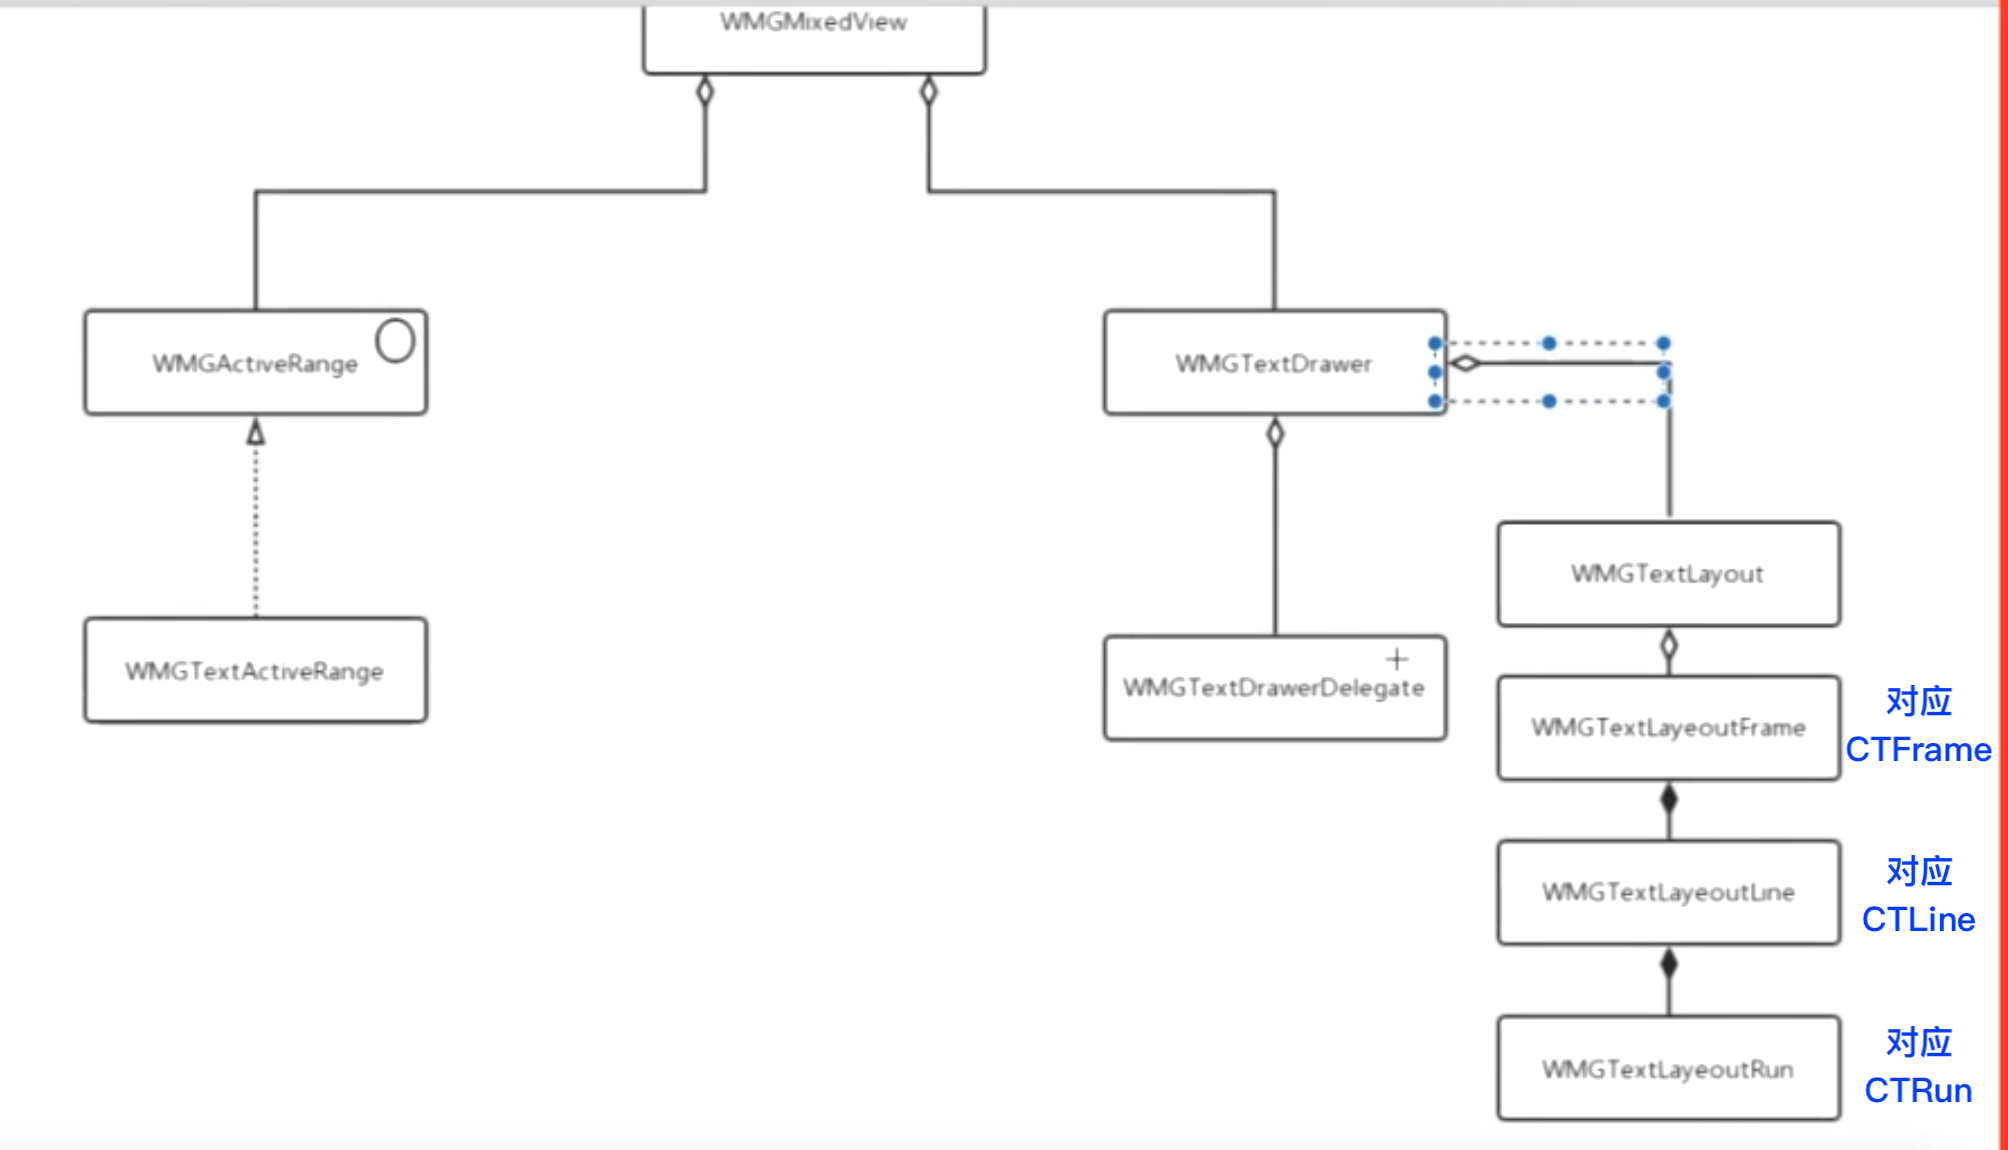 WMGMixedView
WMGActiveRange
WMGTextDrawer
WMGTextLayout
WMGTextActiveRange
WMGTextDrawerDelegate
WMGTextLayeoutFrame
对应
CTFrame
WMGTextLayeoutLine
对应
CTLine
WMGTextLayeoutRun
对应
CTRun